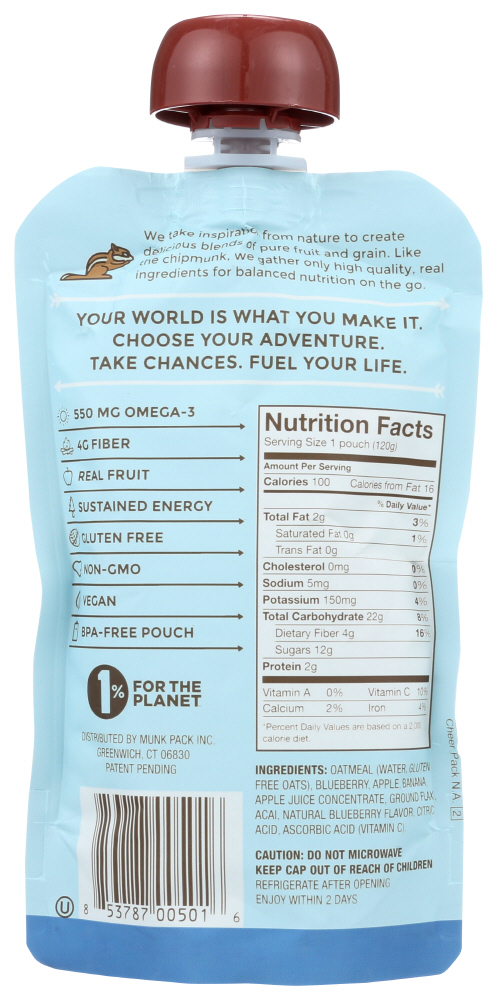 We take inspiration from nature to create
delicious blends of pure fruit and grain. Like
the chipmunk, we gather only high quality, real
ingredients for balanced nutrition on the go.
YOUR WORLD IS WHAT YOU MAKE IT.
CHOOSE YOUR ADVENTURE.
TAKE CHANCES. FUEL YOUR LIFE.
550 MG OMEGA-3
4G FIBER
REAL FRUIT
SUSTAINED ENERGY
GLUTEN FREE
NON-GMO
VEGAN
BPA-FREE POUCH
1% FOR THE
PLANET
DISTRIBUTED BY MUNK PACK INC.
GREENWICH, CT 06830
PATENT PENDING
U
8 53787 00501 6
Nutrition Facts
Serving Size 1 pouch (120g)
Amount Per Serving
Calories 100 Calories from Fat 16
% Daily Value*
Total Fat 2g 3%
Saturated Fat 0g 1%
Trans Fat 0g
Cholesterol 0mg 0%
Sodium 5mg 0%
Potassium 150mg 4%
Total Carbohydrate 22g 8%
Dietary Fiber 4g 16%
Sugars 12g
Protein 2g
Vitamin A 0% Vitamin C 10%
Calcium 2% Iron 4%
*Percent Daily Values are based on a
calorie diet.
INGREDIENTS: OATMEAL (WATER, GLUTEN
FREE OATS), BLUEBERRY, APPLE, BANANA,
APPLE JUICE CONCENTRATE, GROUND FLAX,
ACAI, NATURAL BLUEBERRY FLAVOR, CITRIC
ACID, ASCORBIC ACID (VITAMIN C).
CAUTION: DO NOT MICROWAVE
KEEP CAP OUT OF REACH OF CHILDREN
REFRIGERATE AFTER OPENING
ENJOY WITHIN 2 DAYS
Cheer Pack N.A. 2